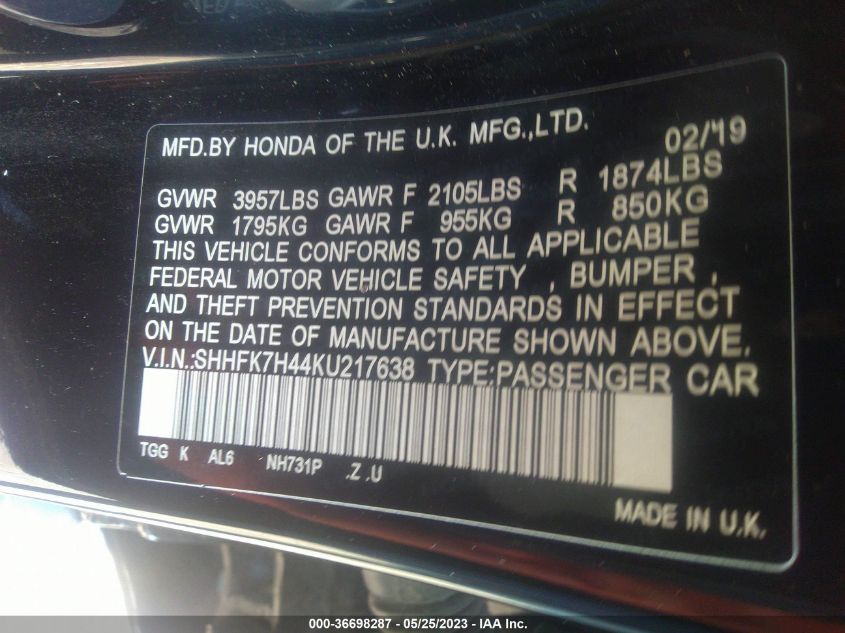 MFD.BY HONDA OF THE U.K. MFG.,LTD. 02/19
GVWR 3957LBS GAWR F 2105LBS R 1874LBS
GVWR 1795KG GAWR F 955KG R 850KG
THIS VEHICLE CONFORMS TO ALL APPLICABLE
FEDERAL MOTOR VEHICLE SAFETY , BUMPER ,
AND THEFT PREVENTION STANDARDS IN EFFECT
ON THE DATE OF MANUFACTURE SHOWN ABOVE.
V.I.N.:SHHFK7H44KU217638 TYPE:PASSENGER CAR
TGG K AL6 NH731P .Z .U
MADE IN U.K.
000-36698287 - 05/25/2023 - IAA Inc.